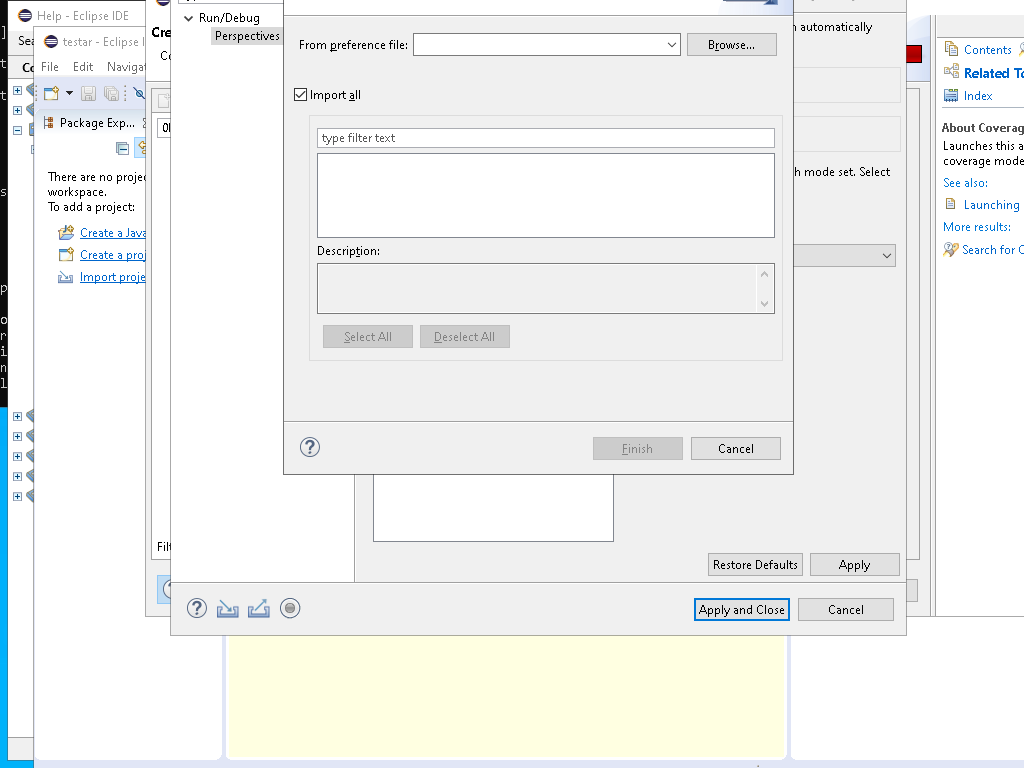 Help - Eclipse IDE
testar - Eclipse I
File Edit Navigat
Package Exp...
There are no projec
workspace.
To add a project:
Create a Java
Create a proj
Import proje
Run/Debug
Perspectives
From preference file:
Browse...
Import all
type filter text
Description:
Select All
Deselect All
Finish
Cancel
n automatically
h mode set. Select
Restore Defaults
Apply
Apply and Close
Cancel
Contents
Related To
Index
About Coverag
Launches this a
coverage mode
See also:
Launching
More results:
Search for C